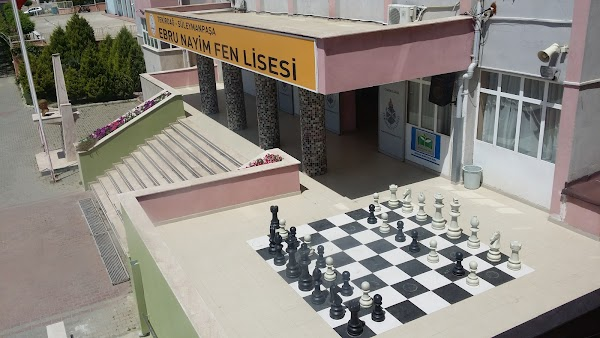 TEKİRDAĞ - SÜLEYMANPAŞA
EBRU NAYİM FEN LİSESİ